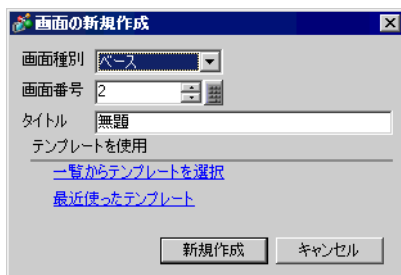 画面の新規作成
画面種別 ベース
画面番号 2
タイトル 無題
テンプレートを使用
一覧からテンプレートを選択
最近使ったテンプレート
新規作成 キャンセル